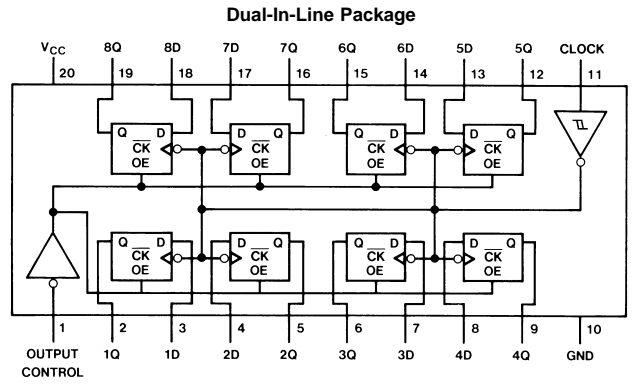 Dual-In-Line Package
VCC 8Q 8D 7D 7Q 6Q 6D 5D 5Q CLOCK
20 19 18 17 16 15 14 13 12 11
Q D D Q Q D D Q
CK CK CK CK
OE OE OE OE
Q D D Q Q D D Q
CK CK CK CK
OE OE OE OE
1 2 3 4 5 6 7 8 9 10
OUTPUT CONTROL 1Q 1D 2D 2Q 3Q 3D 4D 4Q GND